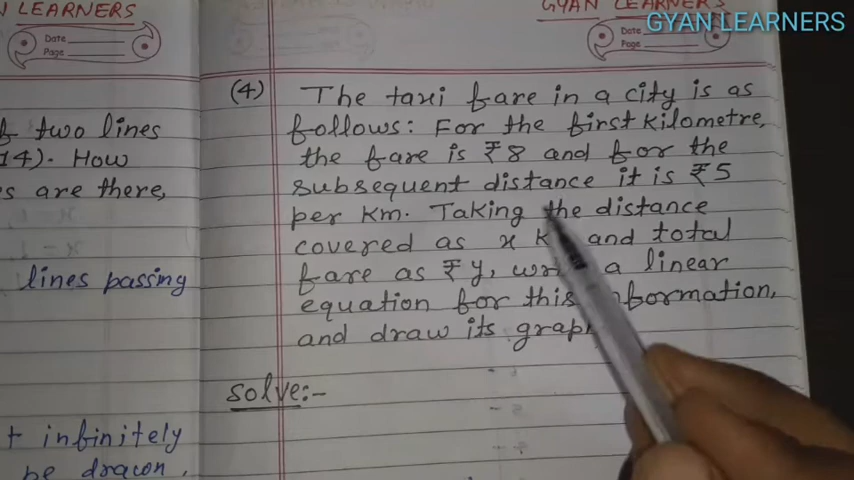 N LEARNERS
GYAN LEARNERS
GYAN LEARNERS
Date
Page
Date
Page
f two lines
14). How
s are there,
lines passing
t infinitely
be drawn.
(4) The taxi fare in a city is as
follows: For the first kilometre,
the fare is ₹8 and for the
subsequent distance it is ₹5
per km. Taking the distance
covered as x k and total
fare as ₹y, wr a linear
equation for this information,
and draw its graph
solve:-